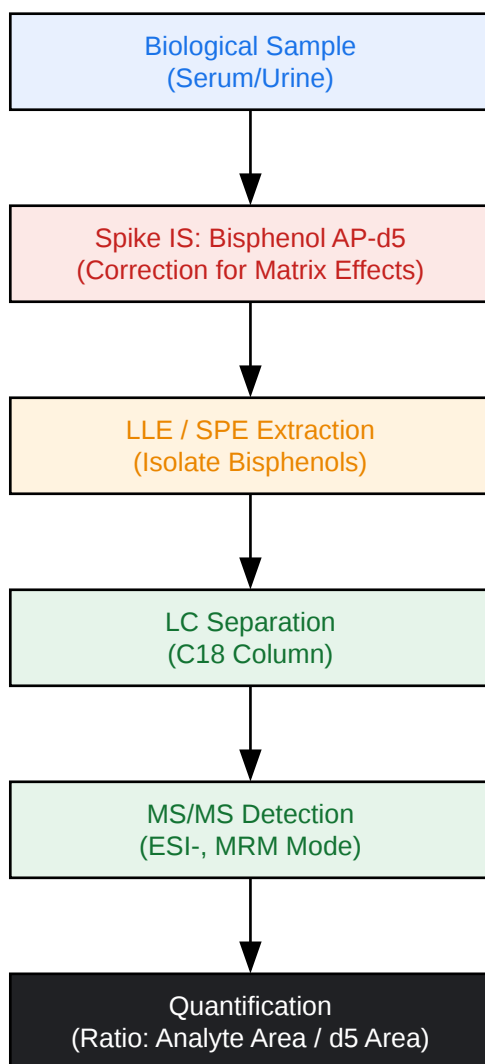 Biological Sample
(Serum/Urine)
Spike IS: Bisphenol AP-d5
(Correction for Matrix Effects)
LLE / SPE Extraction
(Isolate Bisphenols)
LC Separation
(C18 Column)
MS/MS Detection
(ESI-, MRM Mode)
Quantification
(Ratio: Analyte Area / d5 Area)